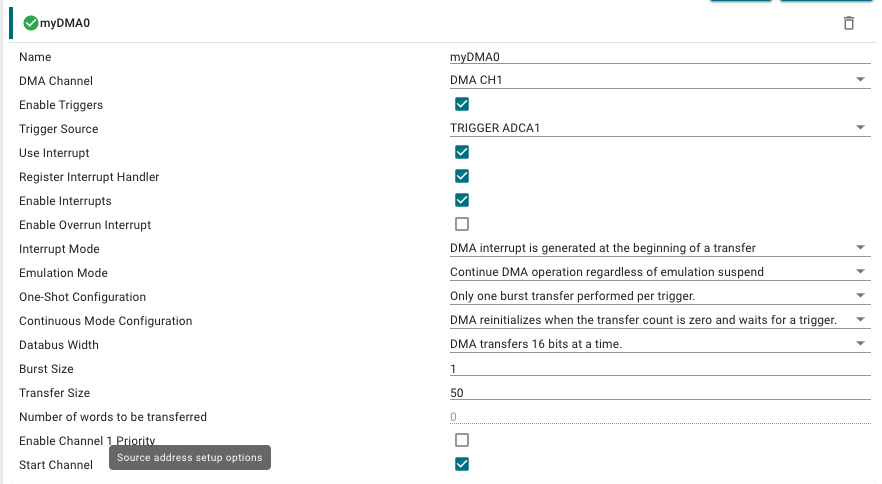 myDMA0
Name myDMA0
DMA Channel DMA CH1
Enable Triggers
Trigger Source TRIGGER ADCA1
Use Interrupt
Register Interrupt Handler
Enable Interrupts
Enable Overrun Interrupt
Interrupt Mode DMA interrupt is generated at the beginning of a transfer
Emulation Mode Continue DMA operation regardless of emulation suspend
One-Shot Configuration Only one burst transfer performed per trigger.
Continuous Mode Configuration DMA reinitializes when the transfer count is zero and waits for a trigger.
Databus Width DMA transfers 16 bits at a time.
Burst Size 1
Transfer Size 50
Number of words to be transferred 0
Enable Channel 1 Priority
Source address setup options
Start Channel